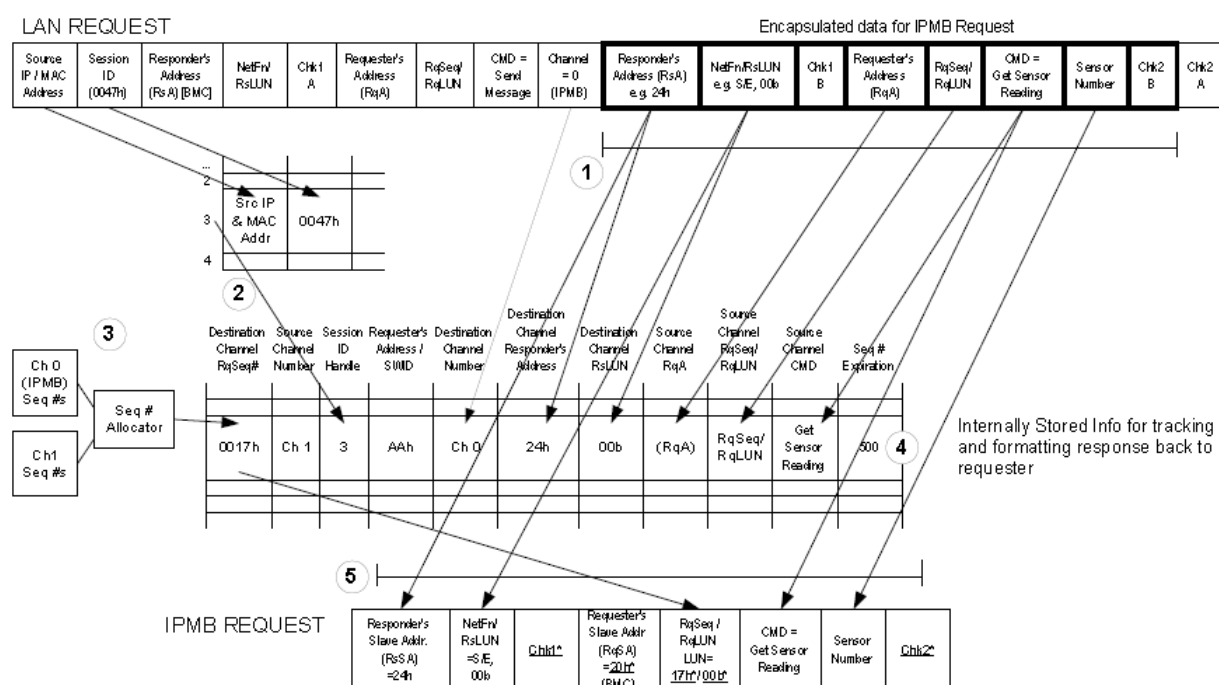 LAN REQUEST
Encapsulated data for IPMB Request
Source IP / MAC Address
Session ID (0047h)
Responder's Address (RsA) [BMC]
NetFn/ RsLUN
Chk1 A
Requester's Address (RqA)
RqSeq/ RqLUN
CMD = Send Message
Channel = 0 (IPMB)
Responder's Address (RsA) e.g. 24h
NetFn/RsLUN e.g. S/E, 00b
Chk1 B
Requester's Address (RqA)
RqSeq/ RqLUN
CMD = Get Sensor Reading
Sensor Number
Chk2 B
Chk2 A
1
...
2
3
Src IP & MAC Addr
0047h
4
2
3
Destination Channel RqSeq#
Source Channel Number
Session ID Handle
Requester's Address / SWID
Destination Channel Number
Destination Channel Responder's Address
Destination Channel RsLUN
Source Channel RqA
Source Channel RqSeq/ RqLUN
Source Channel CMD
Seq # Expiration
Ch 0 (IPMB) Seq #s
Ch1 Seq #s
Seq # Allocator
0017h
Ch 1
3
AAh
Ch 0
24h
00b
(RqA)
RqSeq/ RqLUN
Get Sensor Reading
500
4
Internally Stored Info for tracking
and formatting response back to
requester
5
IPMB REQUEST
Responder's Slave Addr. (RsSA) =24h
NetFn/ RsLUN =S/E, 00b
Chk1*
Requester's Slave Addr (RqSA) =20h* (BMC)
RqSeq / RqLUN LUN= 17h*/00b*
CMD = Get Sensor Reading
Sensor Number
Chk2*